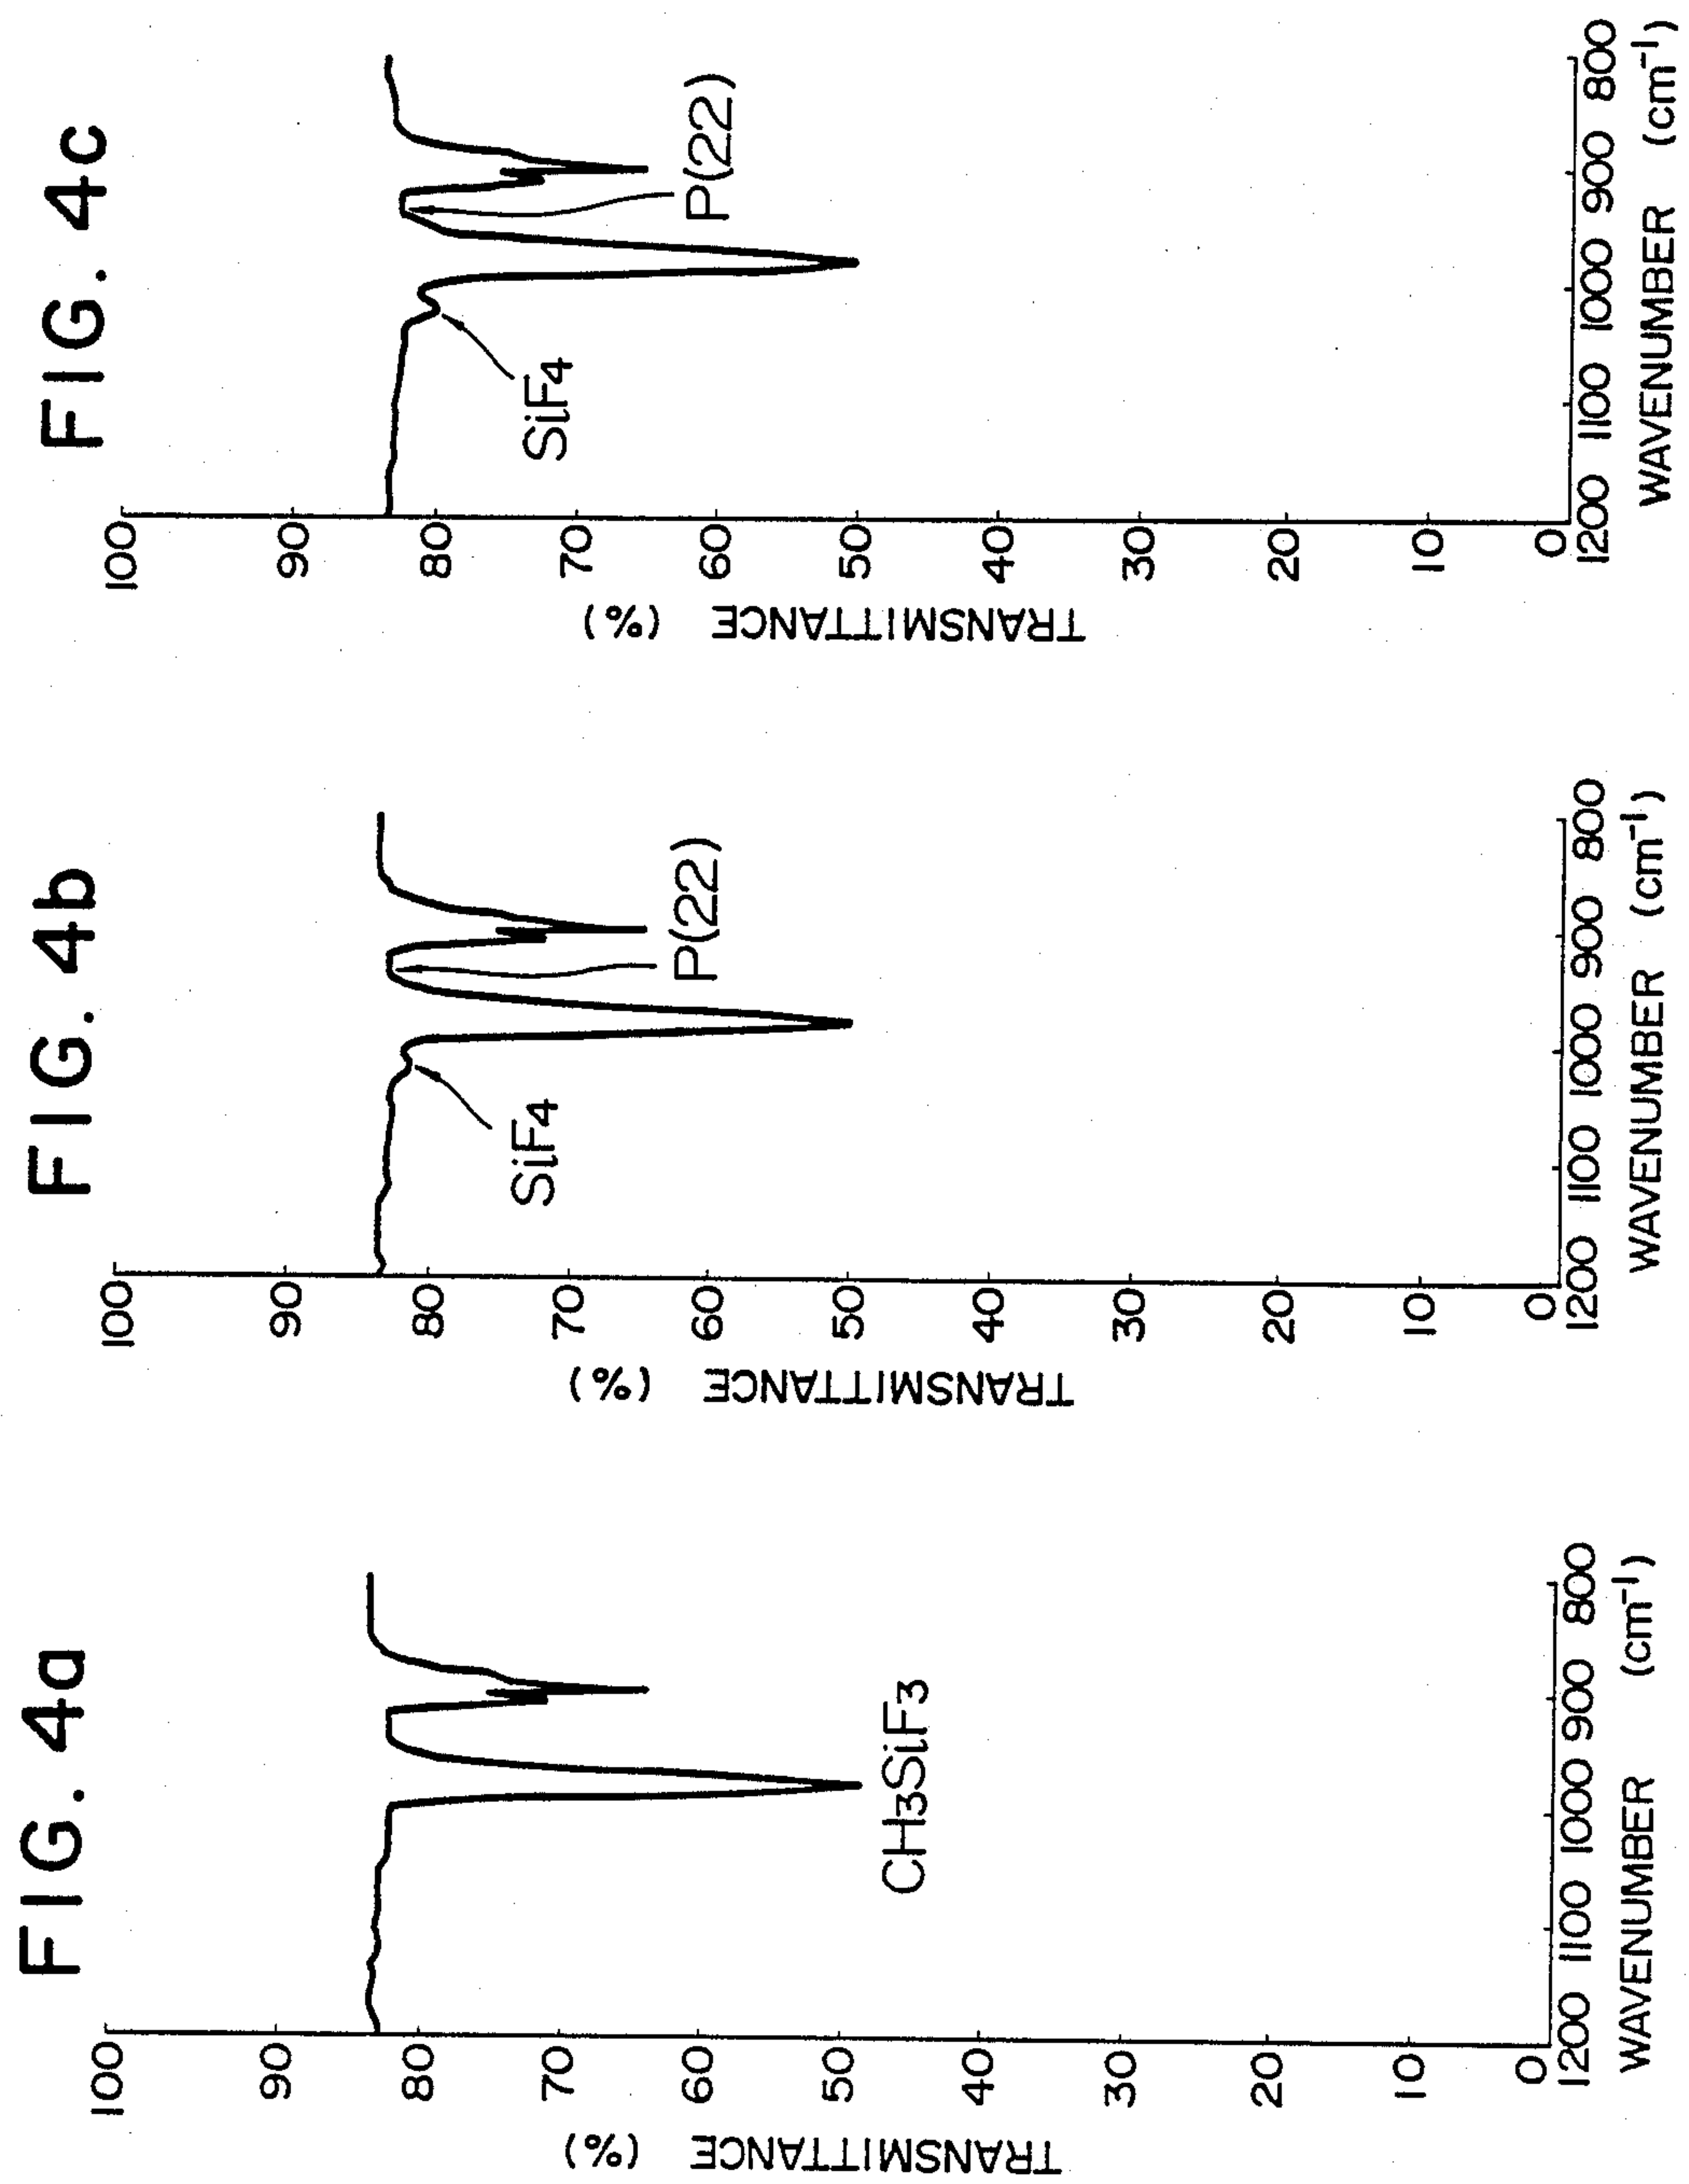 FIG. 4a
TRANSMITTANCE (%)
100
90
80
70
60
50
40
30
20
10
0
CH3SiF3
1200 1100 1000 900 800
WAVENUMBER (cm⁻¹)
FIG. 4b
TRANSMITTANCE (%)
100
90
80
70
60
50
40
30
20
10
0
SiF4
P(22)
1200 1100 1000 900 800
WAVENUMBER (cm⁻¹)
FIG. 4c
TRANSMITTANCE (%)
100
90
80
70
60
50
40
30
20
10
0
SiF4
P(22)
1200 1100 1000 900 800
WAVENUMBER (cm⁻¹)